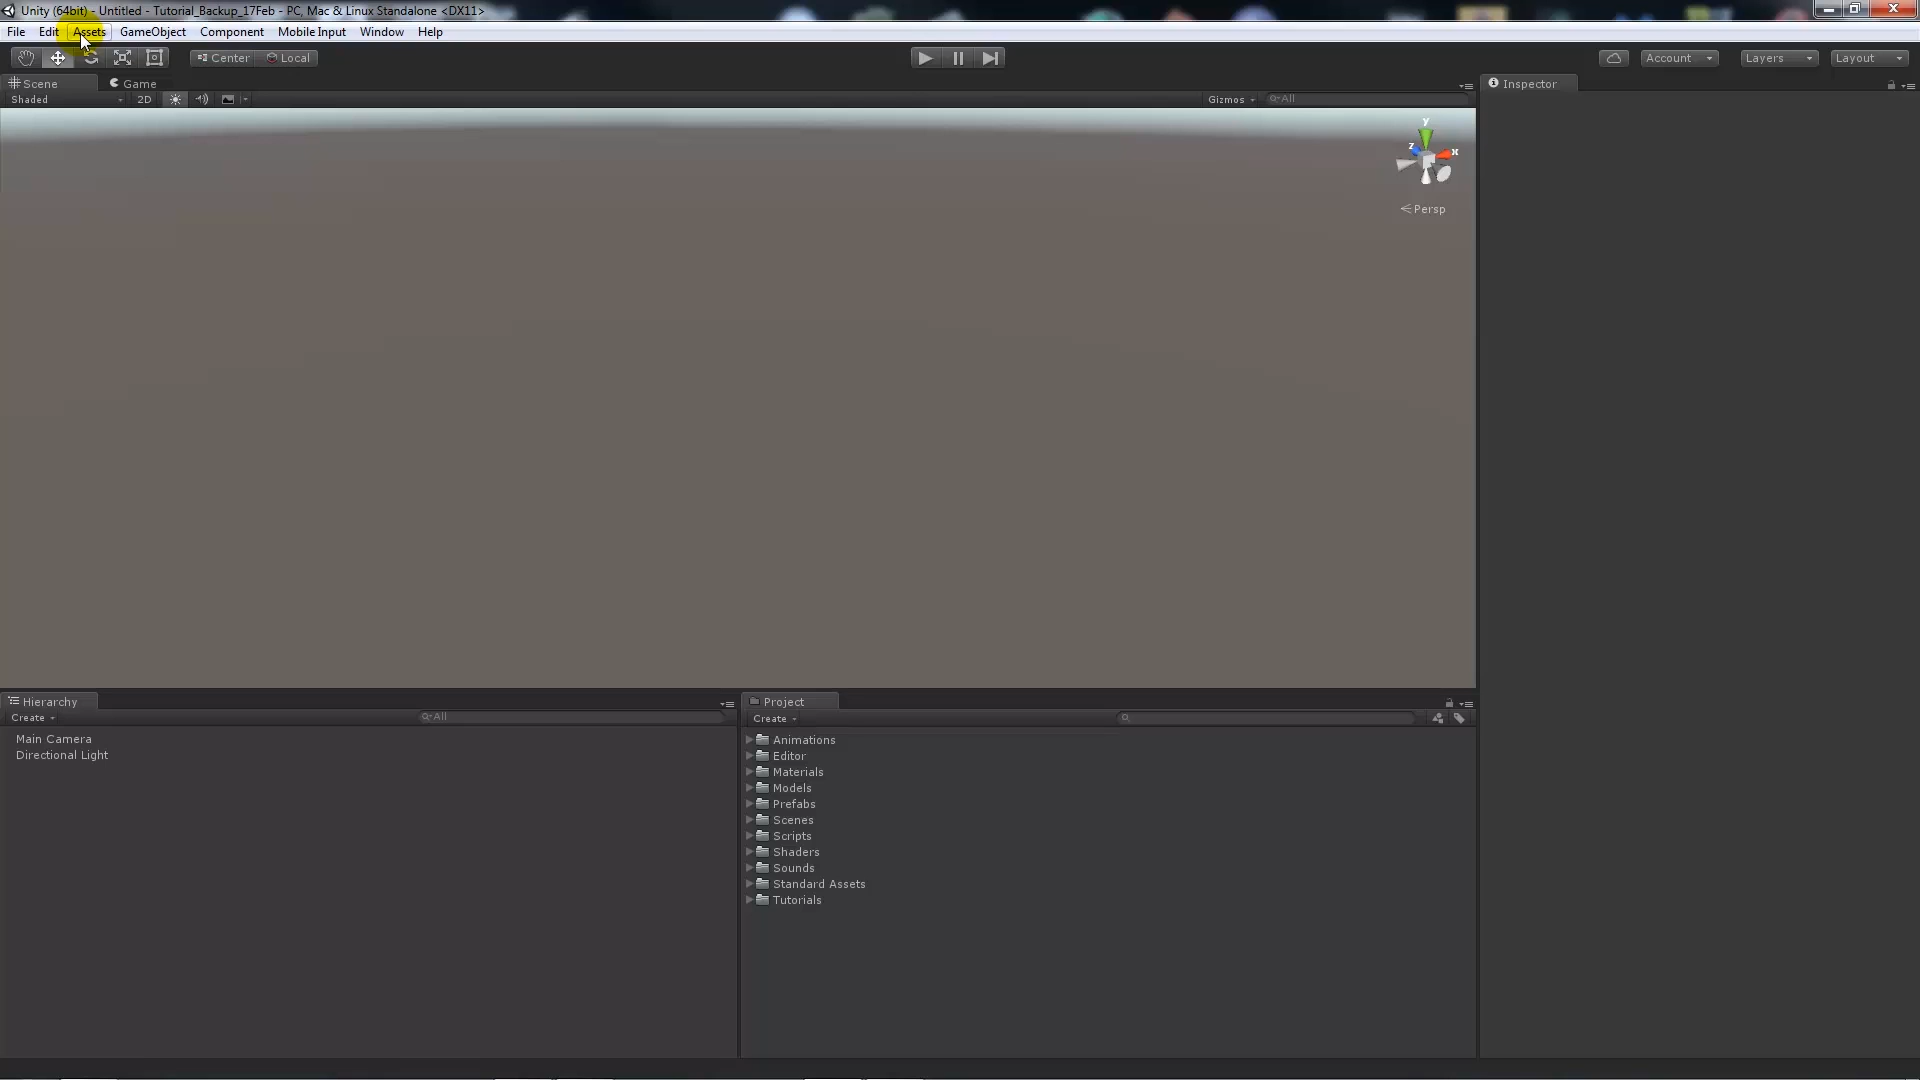 Unity (64bit) - Untitled - Tutorial_Backup_17Feb - PC, Mac & Linux Standalone <DX11>
File Edit Assets GameObject Component Mobile Input Window Help
Center Local Account Layers Layout
Scene Game Inspector
Shaded 2D Gizmos All
y
z x
Persp
Hierarchy Project
Create All Create
Main Camera
Directional Light
Animations
Editor
Materials
Models
Prefabs
Scenes
Scripts
Shaders
Sounds
Standard Assets
Tutorials